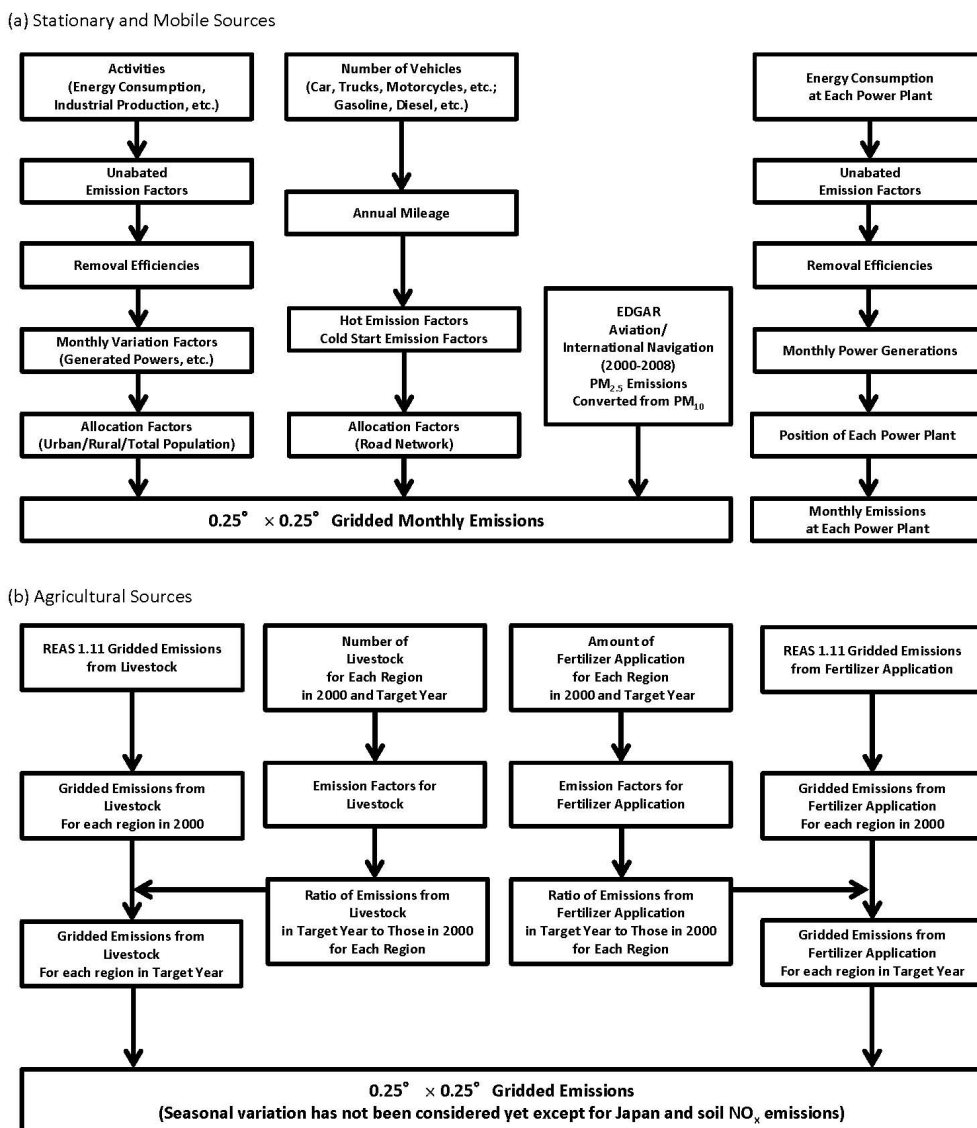 (a) Stationary and Mobile Sources
Activities
(Energy Consumption,
Industrial Production, etc.)
Unabated
Emission Factors
Removal Efficiencies
Monthly Variation Factors
(Generated Powers, etc.)
Allocation Factors
(Urban/Rural/Total Population)
Number of Vehicles
(Car, Trucks, Motorcycles, etc.;
Gasoline, Diesel, etc.)
Annual Mileage
Hot Emission Factors
Cold Start Emission Factors
Allocation Factors
(Road Network)
EDGAR
Aviation/
International Navigation
(2000-2008)
PM2.5 Emissions
Converted from PM10
0.25° × 0.25° Gridded Monthly Emissions
Energy Consumption
at Each Power Plant
Unabated
Emission Factors
Removal Efficiencies
Monthly Power Generations
Position of Each Power Plant
Monthly Emissions
at Each Power Plant
(b) Agricultural Sources
REAS 1.11 Gridded Emissions
from Livestock
Gridded Emissions from
Livestock
For each region in 2000
Gridded Emissions from
Livestock
For each region in Target Year
Number of
Livestock
for Each Region
in 2000 and Target Year
Emission Factors for
Livestock
Ratio of Emissions from
Livestock
in Target Year to Those in 2000
for Each Region
Amount of
Fertilizer Application
for Each Region
in 2000 and Target Year
Emission Factors for
Fertilizer Application
Ratio of Emissions from
Fertilizer Application
in Target Year to Those in 2000
for Each Region
REAS 1.11 Gridded Emissions
from Fertilizer Application
Gridded Emissions from
Fertilizer Application
For each region in 2000
Gridded Emissions from
Fertilizer Application
For each region in Target Year
0.25° × 0.25° Gridded Emissions
(Seasonal variation has not been considered yet except for Japan and soil NOx emissions)